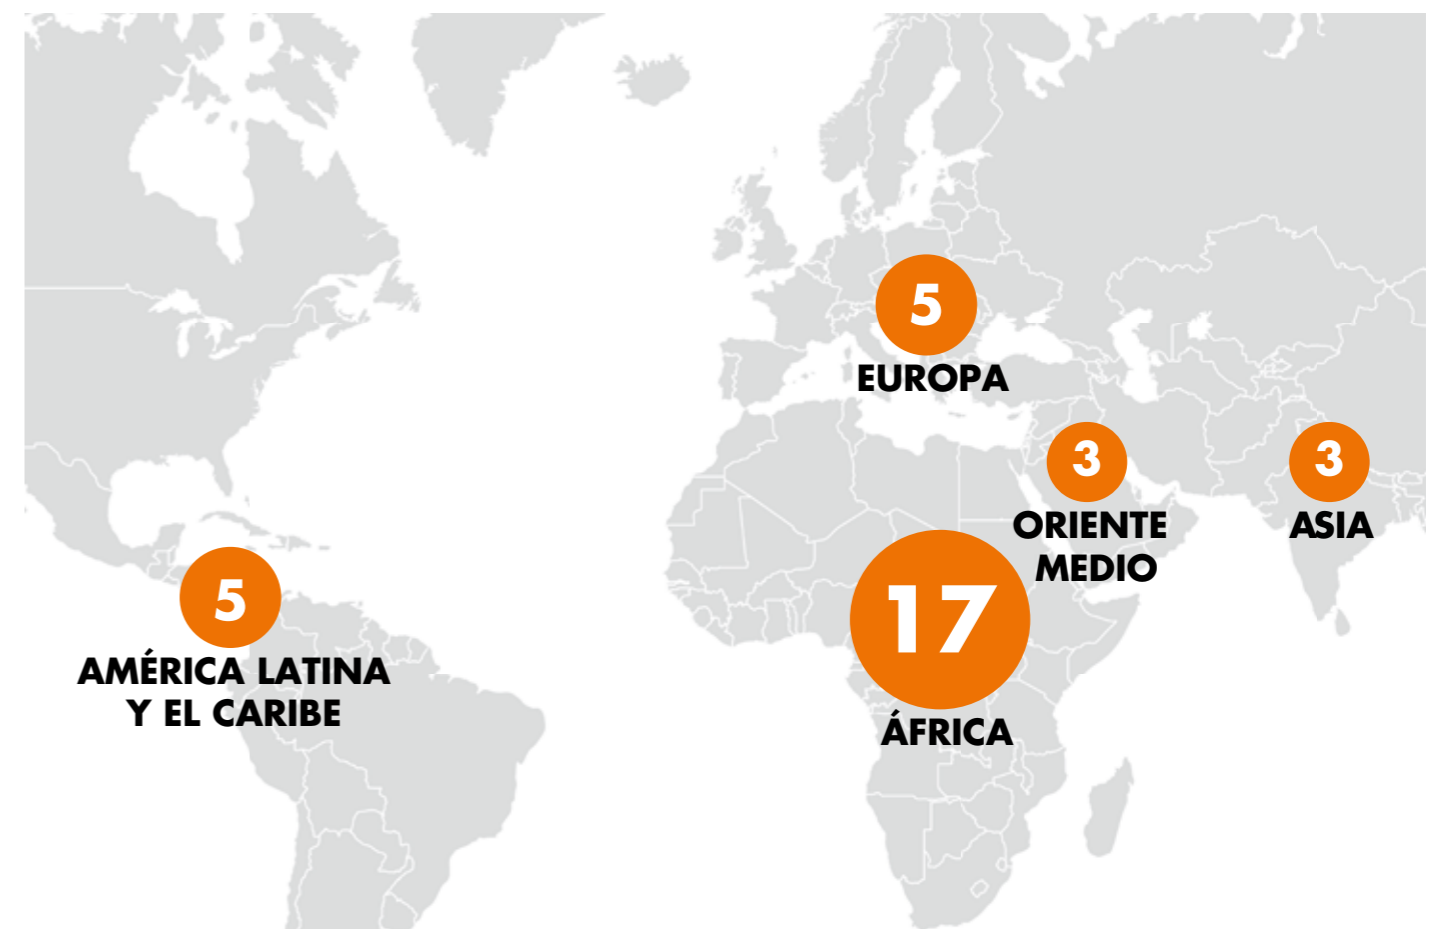 5
EUROPA
3
ORIENTE
MEDIO
3
ASIA
5
AMÉRICA LATINA
Y EL CARIBE
17
ÁFRICA